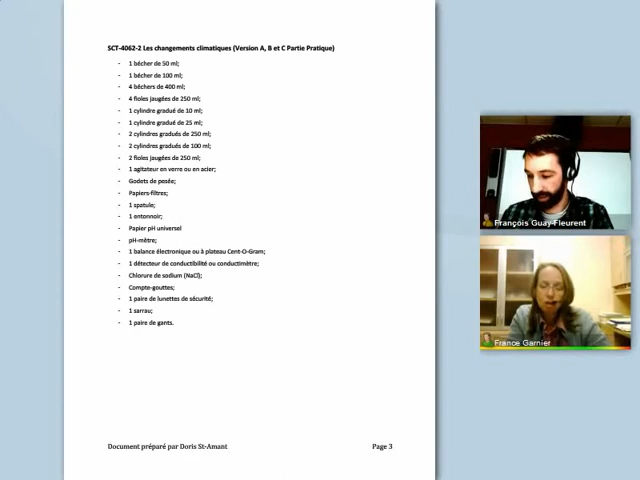 SCT-4062-2 Les changements climatiques (Version A, B et C Partie Pratique)
- 1 bécher de 50 ml;
- 1 bécher de 100 ml;
- 4 béchers de 400 ml;
- 4 fioles jaugées de 250 ml;
- 1 cylindre gradué de 10 ml;
- 1 cylindre gradué de 25 ml;
- 2 cylindres gradués de 250 ml;
- 2 cylindres gradués de 100 ml;
- 2 fioles jaugées de 250 ml;
- 1 agitateur en verre ou en acier;
- Godets de pesée;
- Papiers-filtres;
- 1 spatule;
- 1 entonnoir;
- Papier pH universel
- pH-mètre;
- 1 balance électronique ou à plateau Cent-O-Gram;
- 1 détecteur de conductibilité ou conductimètre;
- Chlorure de sodium (NaCl);
- Compte-gouttes;
- 1 paire de lunettes de sécurité;
- 1 sarrau;
- 1 paire de gants.
Document préparé par Doris St-Amant Page 3
François Guay-Fleurent
France Garnier